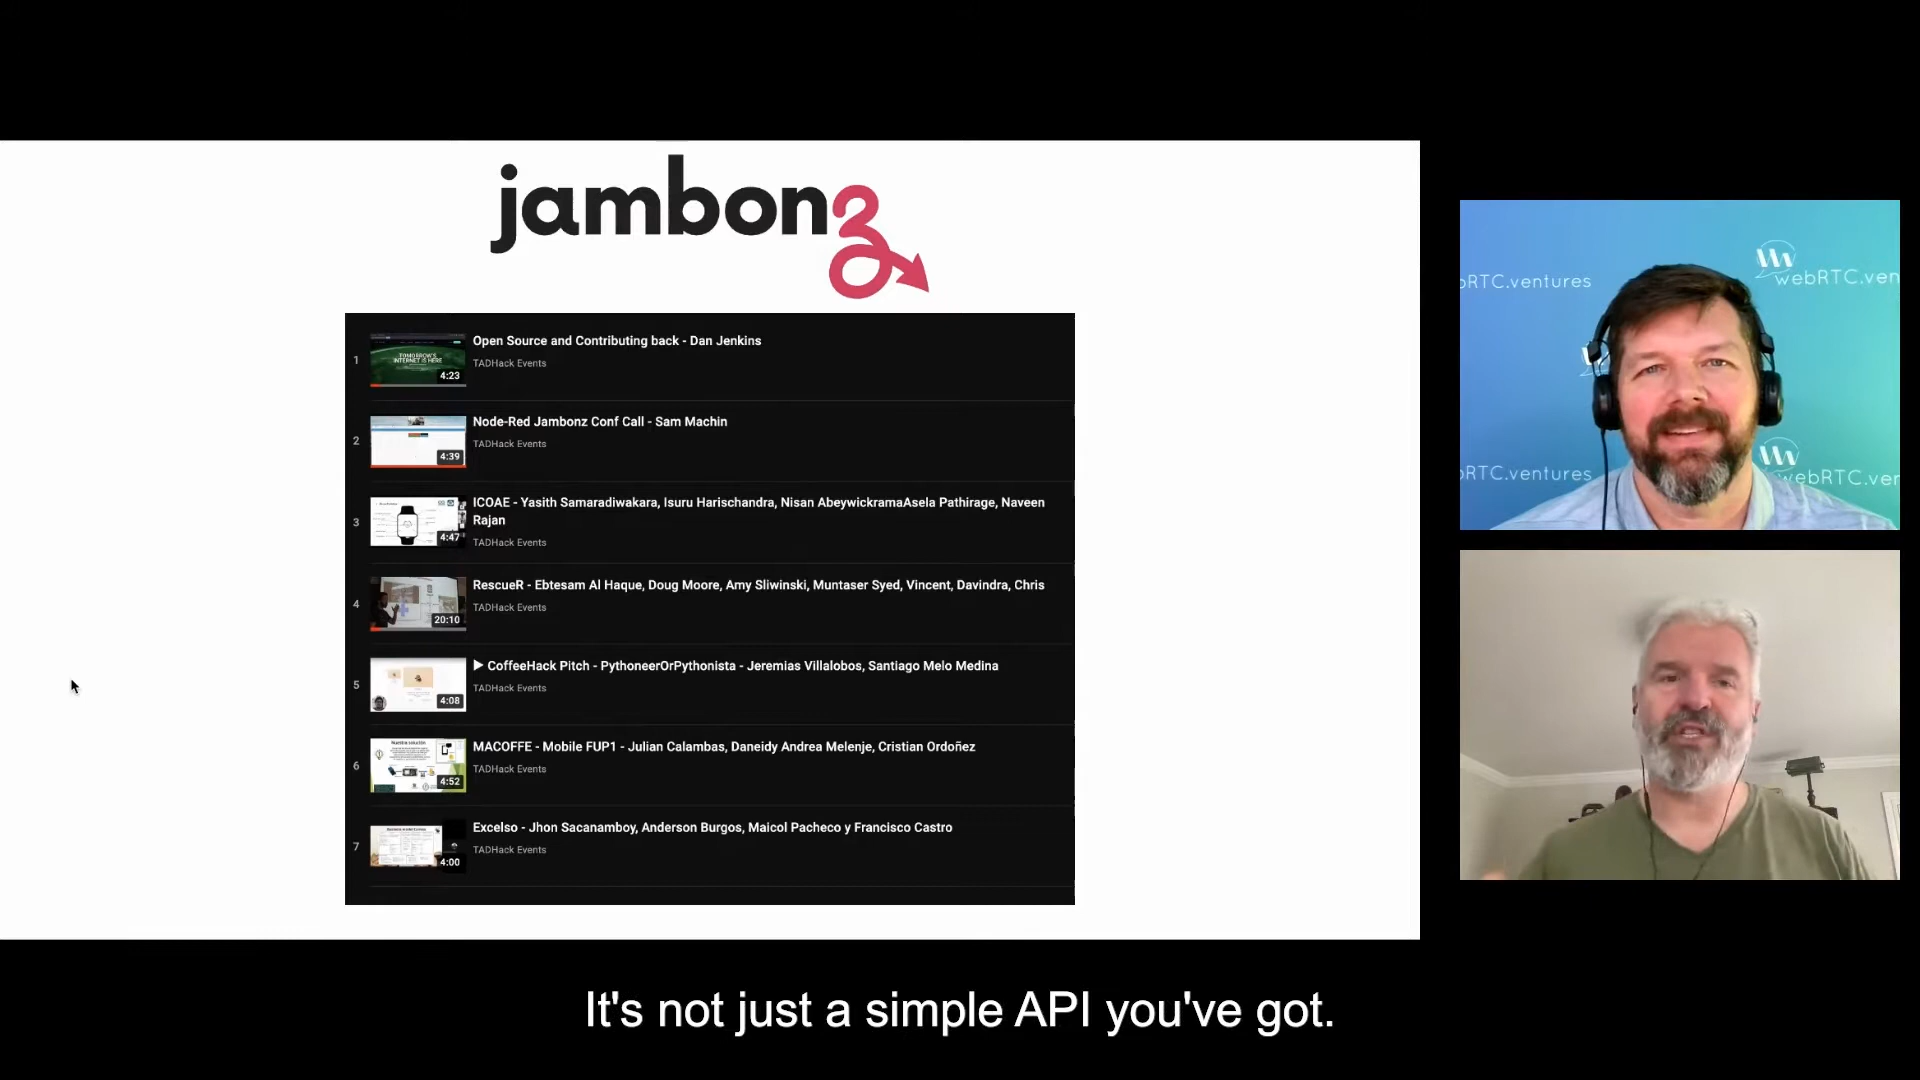 jambonz
1
TOMORROW'S
INTERNET IS HERE
4:23
Open Source and Contributing back - Dan Jenkins
TADHack Events
2
4:39
Node-Red Jambonz Conf Call - Sam Machin
TADHack Events
3
4:47
ICOAE - Yasith Samaradiwakara, Isuru Harischandra, Nisan AbeywickramaAsela Pathirage, Naveen
Rajan
TADHack Events
4
20:10
RescueR - Ebtesam Al Haque, Doug Moore, Amy Sliwinski, Muntaser Syed, Vincent, Davindra, Chris
TADHack Events
5
4:08
▶ CoffeeHack Pitch - PythoneerOrPythonista - Jeremias Villalobos, Santiago Melo Medina
TADHack Events
6
4:52
MACOFFE - Mobile FUP1 - Julian Calambas, Daneidy Andrea Melenje, Cristian Ordoñez
TADHack Events
7
4:00
Excelso - Jhon Sacanamboy, Anderson Burgos, Maicol Pacheco y Francisco Castro
TADHack Events
bRTC.ventures
webRTC.ven
bRTC.ventures
webRTC.ver
It's not just a simple API you've got.